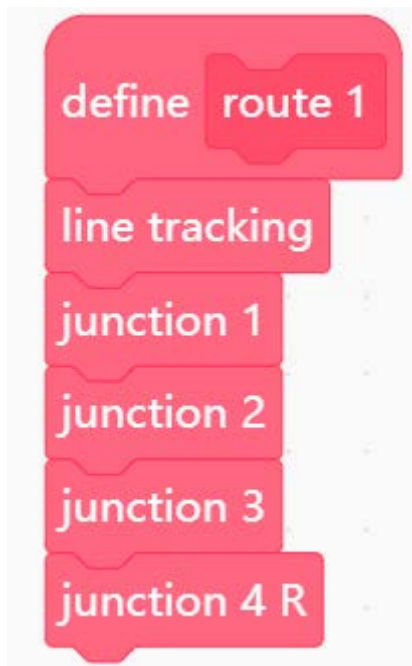 define route 1
line tracking
junction 1
junction 2
junction 3
junction 4 R